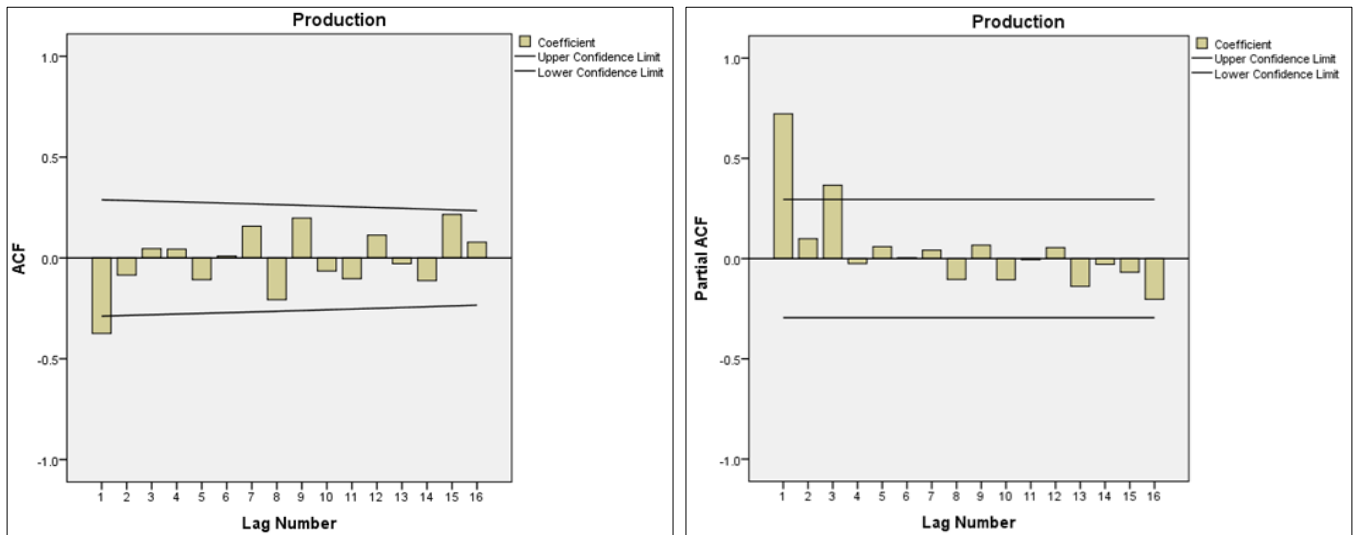 Production
Coefficient
Upper Confidence Limit
Lower Confidence Limit
1.0
0.5
0.0
-0.5
-1.0
ACF
1 2 3 4 5 6 7 8 9 10 11 12 13 14 15 16
Lag Number
Production
Coefficient
Upper Confidence Limit
Lower Confidence Limit
1.0
0.5
0.0
-0.5
-1.0
Partial ACF
1 2 3 4 5 6 7 8 9 10 11 12 13 14 15 16
Lag Number